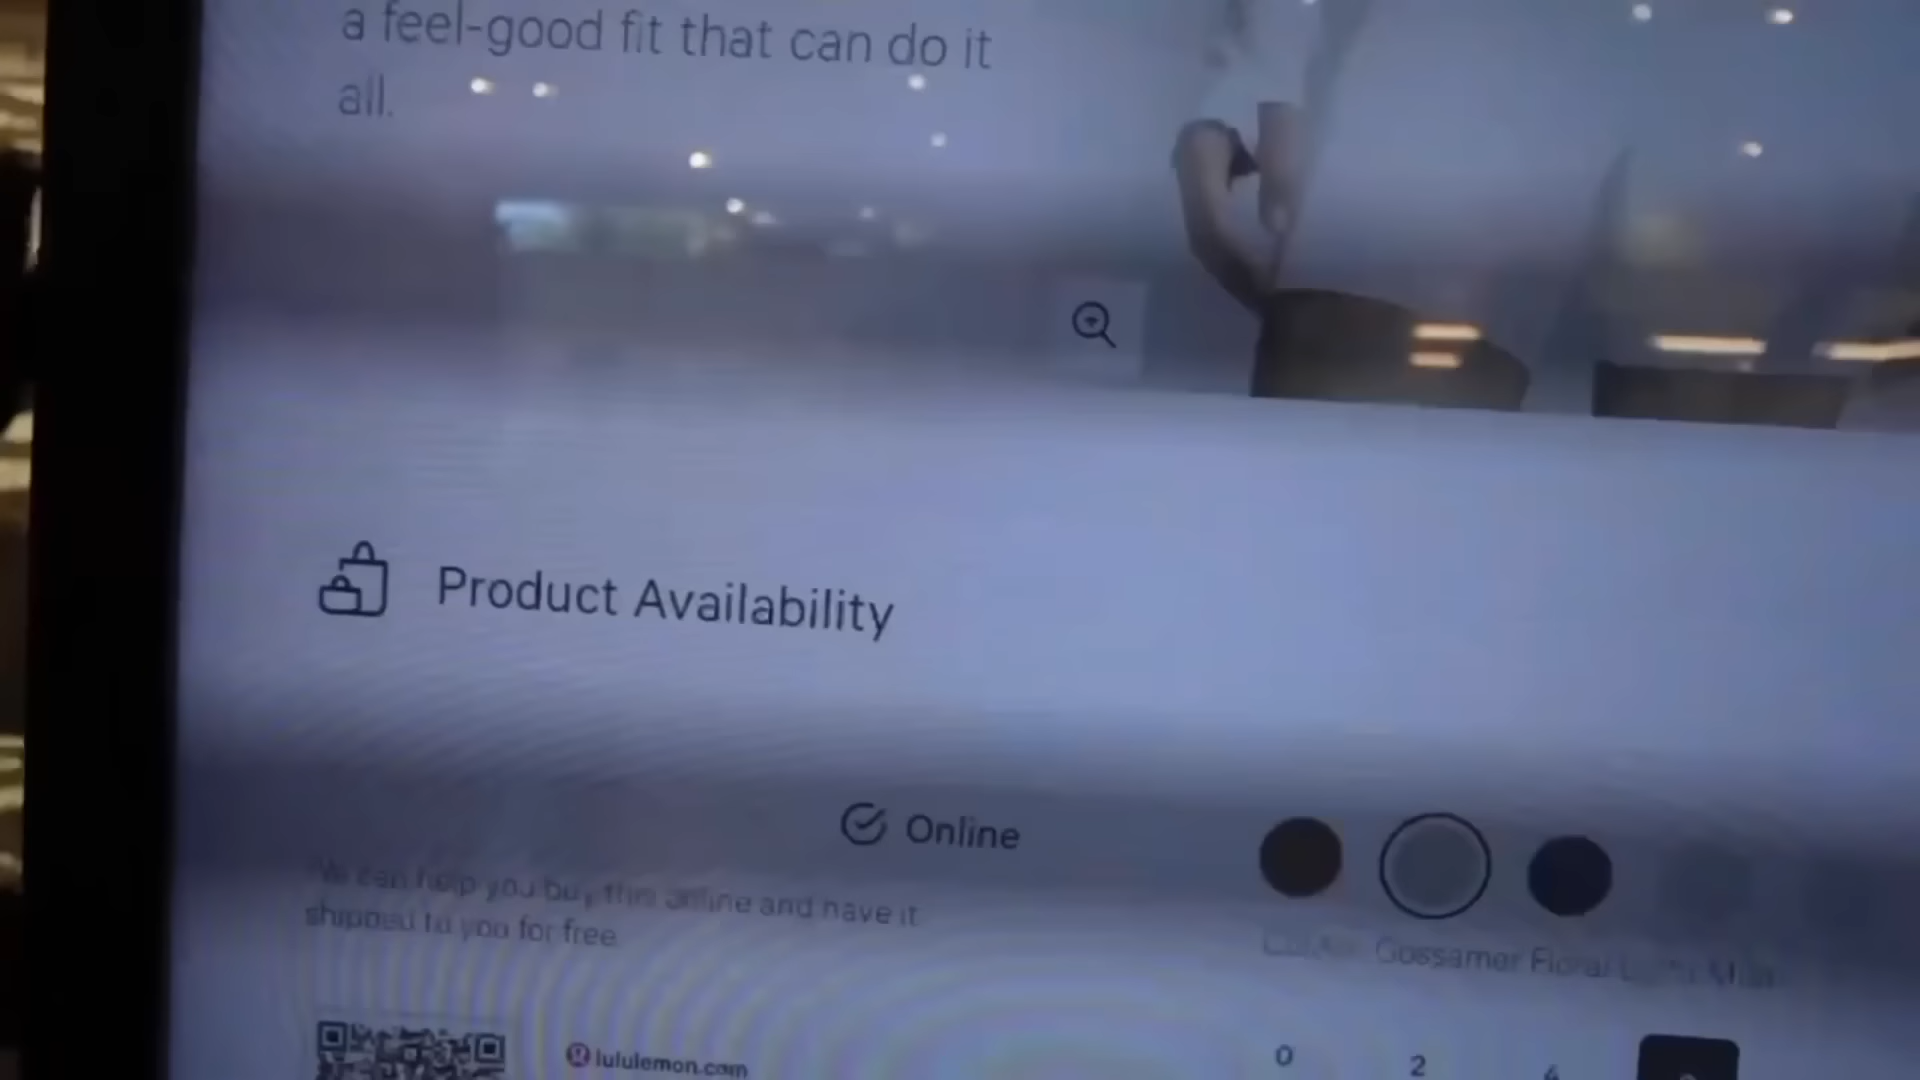 a feel-good fit that can do it
all.
Product Availability
Online
We can help you buy this online and have it
shipped to you for free
Gossamer Floral
lululemon.com
0 2 4